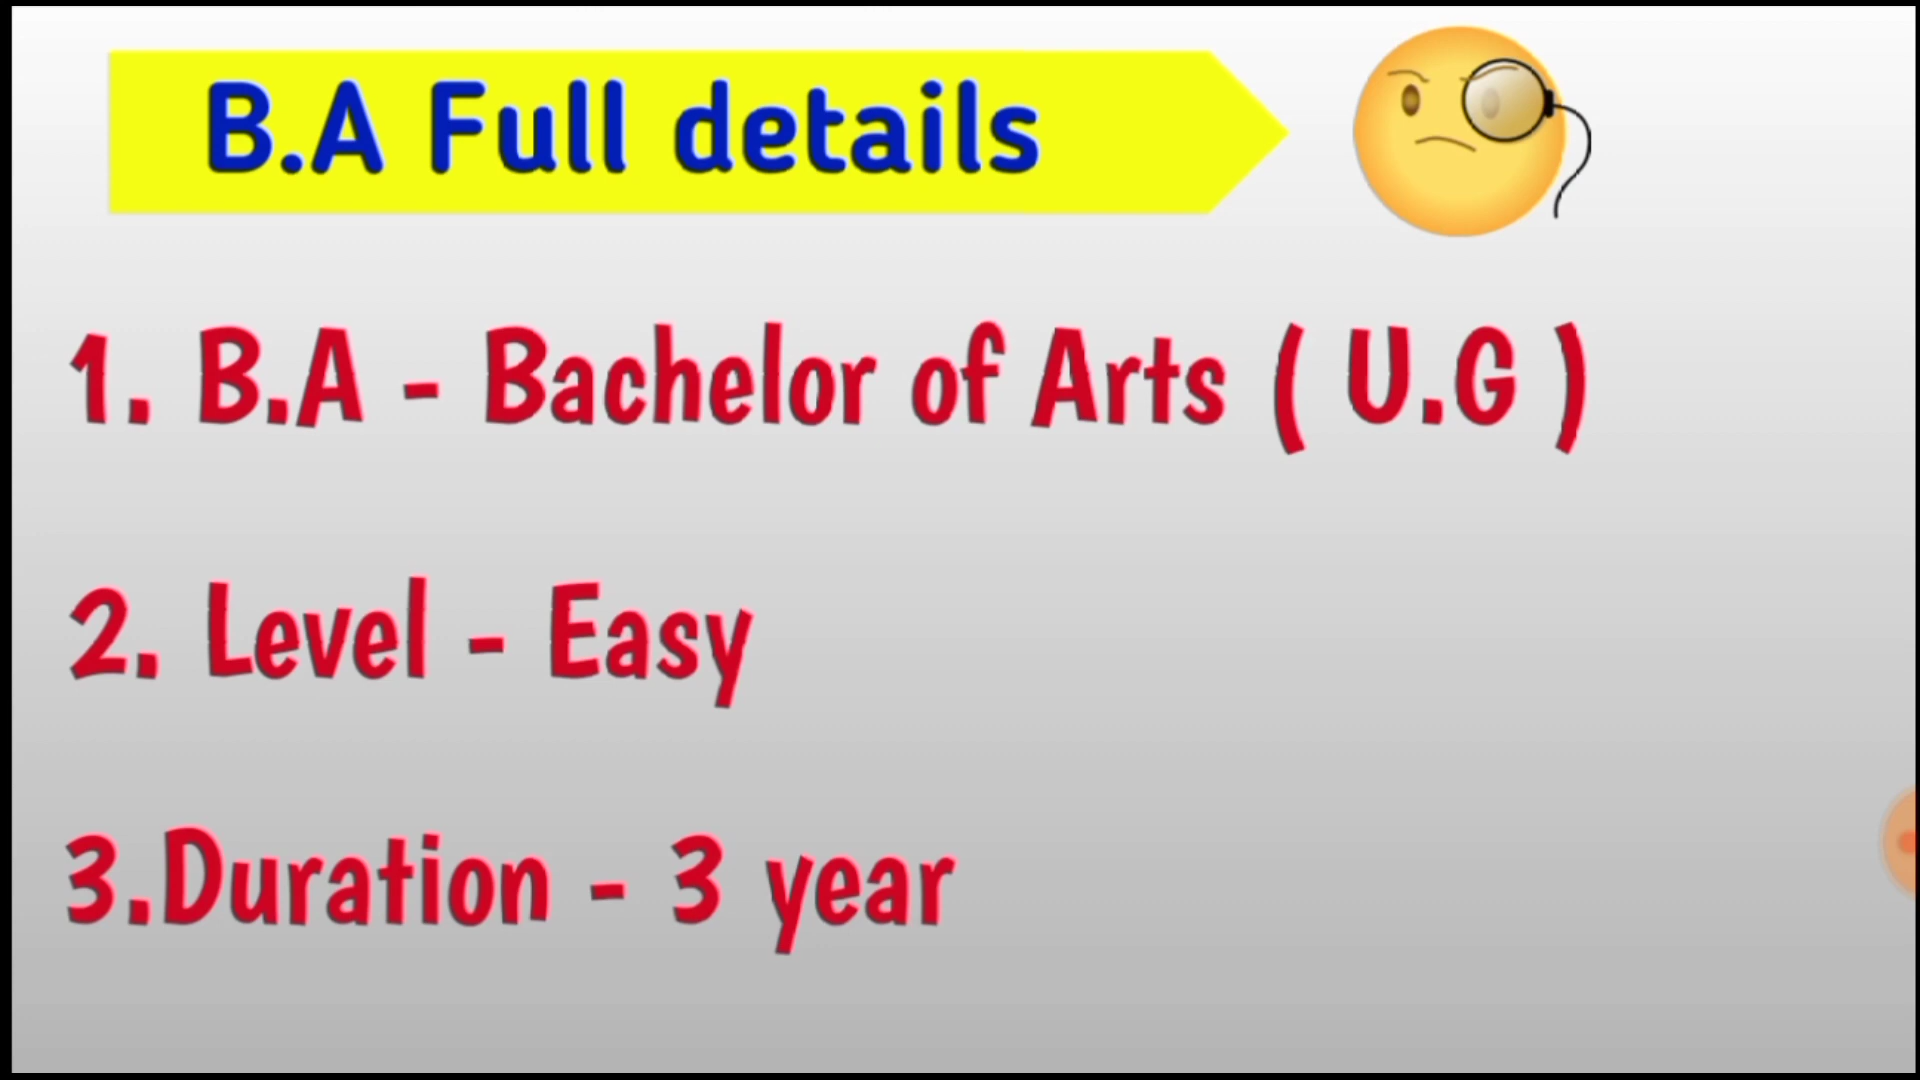 B.A Full details
1. B.A - Bachelor of Arts ( U.G )
2. Level - Easy
3.Duration - 3 year